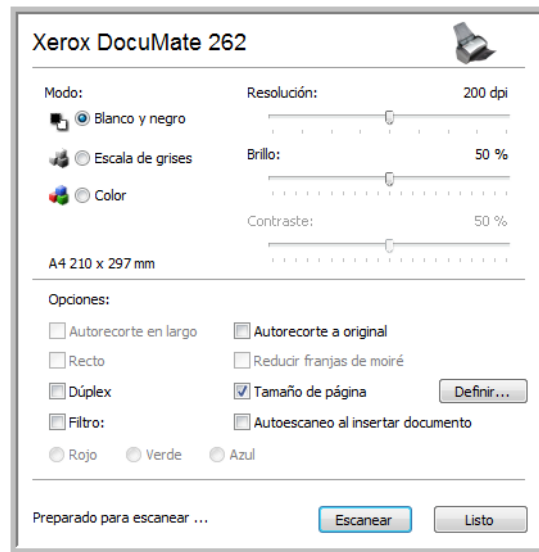 Xerox DocuMate 262
Modo:
Blanco y negro
Escala de grises
Color
A4 210 x 297 mm
Resolución: 200 dpi
Brillo: 50 %
Contraste: 50 %
Opciones:
Autorecorte en largo Autorecorte a original
Recto Reducir franjas de moiré
Dúplex Tamaño de página Definir...
Filtro: Autoescaneo al insertar documento
Rojo Verde Azul
Preparado para escanear ... Escanear Listo